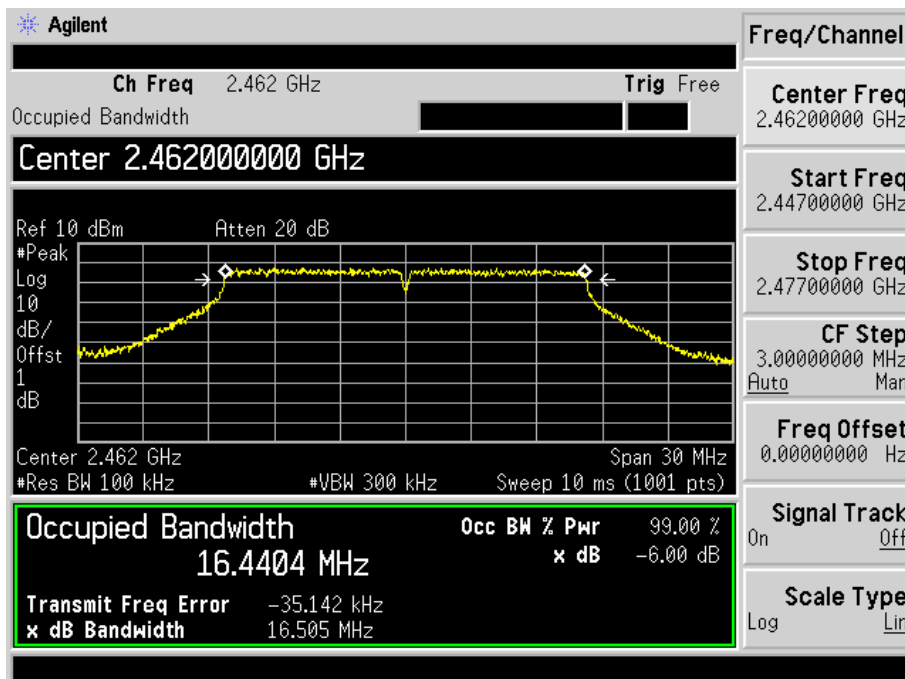 Agilent
Freq/Channel
Ch Freq 2.462 GHz Trig Free
Occupied Bandwidth
Center 2.462000000 GHz
Ref 10 dBm Atten 20 dB
#Peak
Log
10
dB/
Offst
1
dB
Center 2.462 GHz Span 30 MHz
#Res BW 100 kHz #VBW 300 kHz Sweep 10 ms (1001 pts)
Occupied Bandwidth
16.4404 MHz
Occ BW % Pwr 99.00 %
x dB -6.00 dB
Transmit Freq Error -35.142 kHz
x dB Bandwidth 16.505 MHz
Center Freq
2.46200000 GHz
Start Freq
2.44700000 GHz
Stop Freq
2.47700000 GHz
CF Step
3.00000000 MHz
Auto Man
Freq Offset
0.00000000 Hz
Signal Track
On Off
Scale Type
Log Lin